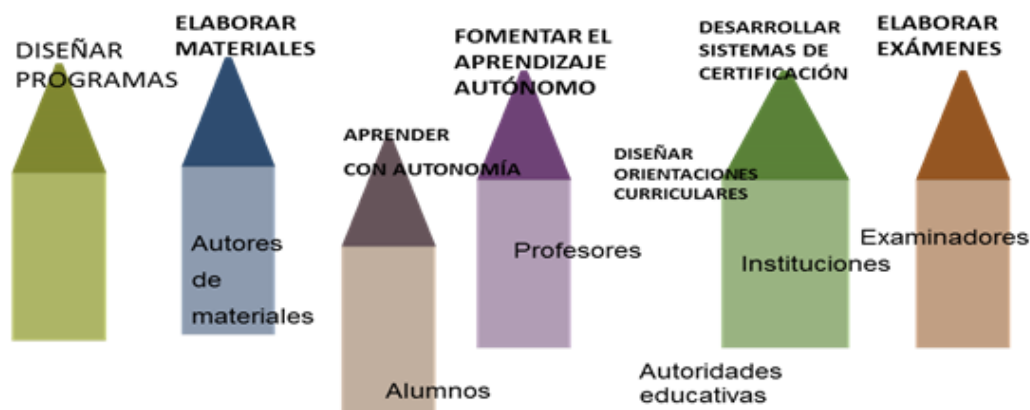 DISEÑAR
PROGRAMAS
ELABORAR
MATERIALES
Autores
de
materiales
APRENDER
CON AUTONOMÍA
Alumnos
FOMENTAR EL
APRENDIZAJE
AUTÓNOMO
Profesores
DISEÑAR
ORIENTACIONES
CURRICULARES
Autoridades
educativas
DESARROLLAR
SISTEMAS DE
CERTIFICACIÓN
Instituciones
ELABORAR
EXÁMENES
Examinadores